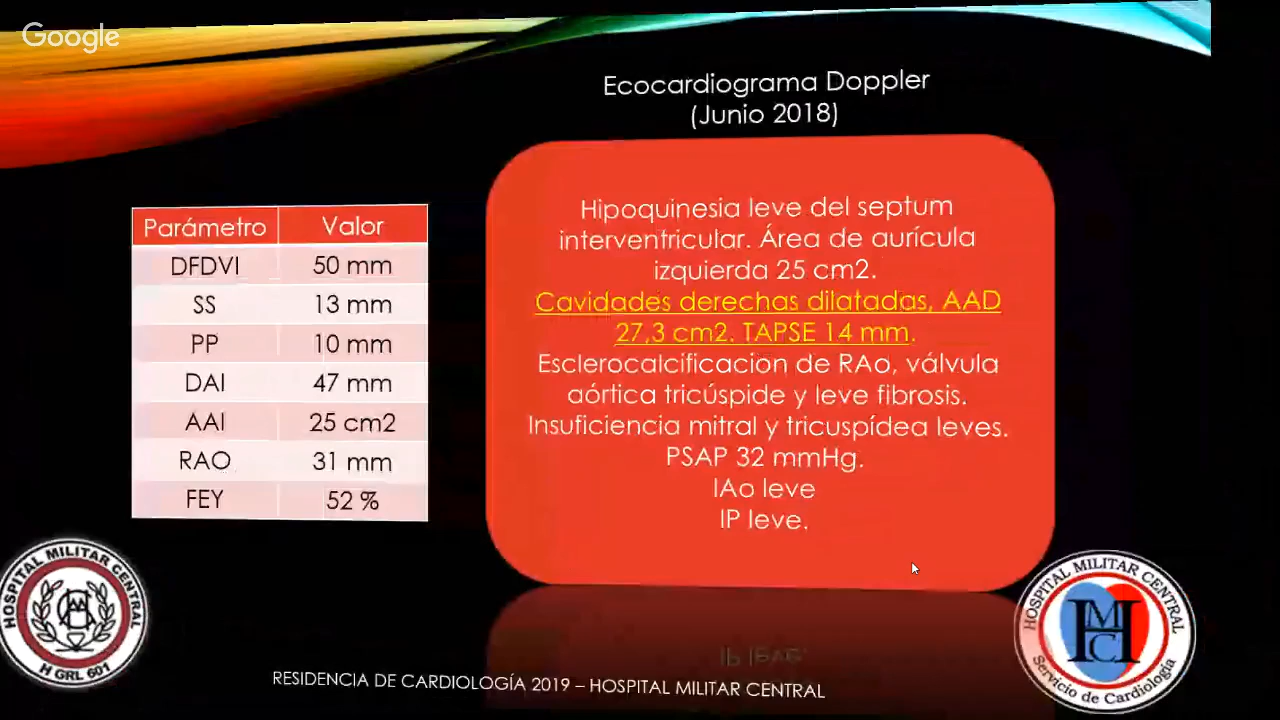 Google
Ecocardiograma Doppler
(Junio 2018)
Parámetro Valor
DFDVI 50 mm
SS 13 mm
PP 10 mm
DAI 47 mm
AAI 25 cm2
RAO 31 mm
FEY 52 %
Hipoquinesia leve del septum
interventricular. Área de aurícula
izquierda 25 cm2.
Cavidades derechas dilatadas, AAD
27,3 cm2. TAPSE 14 mm.
Esclerocalcificación de RAo, válvula
aórtica tricúspide y leve fibrosis.
Insuficiencia mitral y tricuspídea leves.
PSAP 32 mmHg.
IAo leve
IP leve.
HOSPITAL MILITAR CENTRAL
H GRL 601
RESIDENCIA DE CARDIOLOGÍA 2019 – HOSPITAL MILITAR CENTRAL
HOSPITAL MILITAR CENTRAL
HMC
Servicio de Cardiología